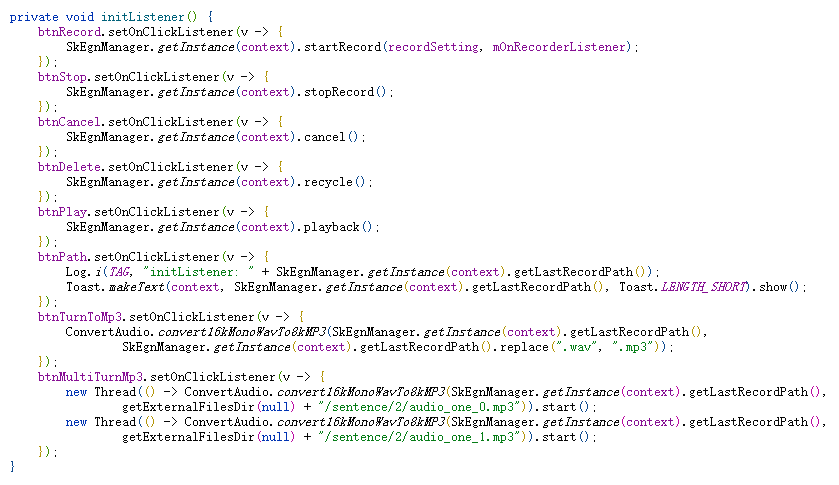 private void initListener() {
    btnRecord.setOnClickListener(v -> {
        SkEgnManager.getInstance(context).startRecord(recordSetting, mOnRecorderListener);
    });
    btnStop.setOnClickListener(v -> {
        SkEgnManager.getInstance(context).stopRecord();
    });
    btnCancel.setOnClickListener(v -> {
        SkEgnManager.getInstance(context).cancel();
    });
    btnDelete.setOnClickListener(v -> {
        SkEgnManager.getInstance(context).recycle();
    });
    btnPlay.setOnClickListener(v -> {
        SkEgnManager.getInstance(context).playback();
    });
    btnPath.setOnClickListener(v -> {
        Log.i(TAG, "initListener: " + SkEgnManager.getInstance(context).getLastRecordPath());
        Toast.makeText(context, SkEgnManager.getInstance(context).getLastRecordPath(), Toast.LENGTH_SHORT).show();
    });
    btnTurnToMp3.setOnClickListener(v -> {
        ConvertAudio.convert16kMonoWavTo8kMP3(SkEgnManager.getInstance(context).getLastRecordPath(),
                SkEgnManager.getInstance(context).getLastRecordPath().replace(".wav", ".mp3"));
    });
    btnMultiTurnMp3.setOnClickListener(v -> {
        new Thread(() -> ConvertAudio.convert16kMonoWavTo8kMP3(SkEgnManager.getInstance(context).getLastRecordPath(),
                getExternalFilesDir(null) + "/sentence/2/audio_one_0.mp3")).start();
        new Thread(() -> ConvertAudio.convert16kMonoWavTo8kMP3(SkEgnManager.getInstance(context).getLastRecordPath(),
                getExternalFilesDir(null) + "/sentence/2/audio_one_1.mp3")).start();
    });
}